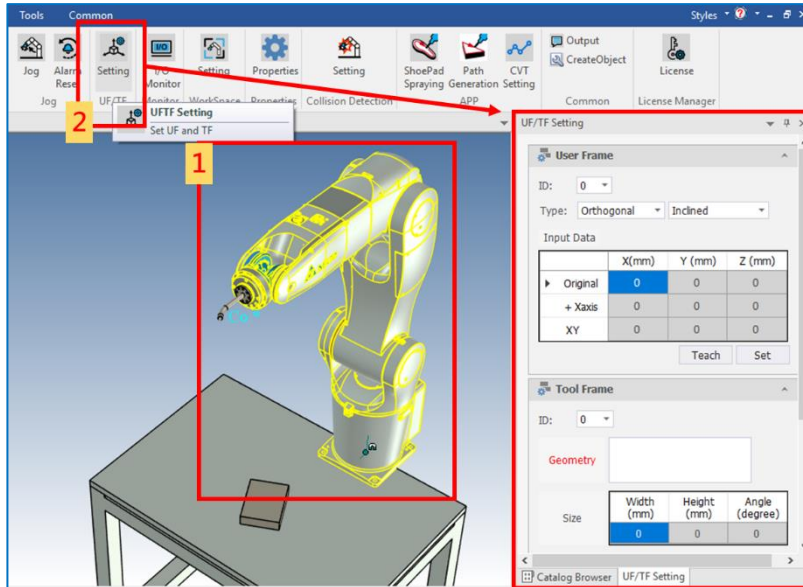 Tools Common Styles
Jog Alarm Reset Setting I/O Monitor Setting Properties Setting ShoePad Spraying Path Generation CVT Setting Output License
CreateObject
Jog UF/TF Monitor WorkSpace Properties Collision Detection APP Common License Manager
2
UFTF Setting
Set UF and TF
1
UF/TF Setting
User Frame
ID: 0
Type: Orthogonal Inclined
Input Data
X(mm) Y (mm) Z (mm)
Original 0 0 0
+ Xaxis 0 0 0
XY 0 0 0
Teach Set
Tool Frame
ID: 0
Geometry
Width (mm) Height (mm) Angle (degree)
Size 0 0 0
Catalog Browser UF/TF Setting